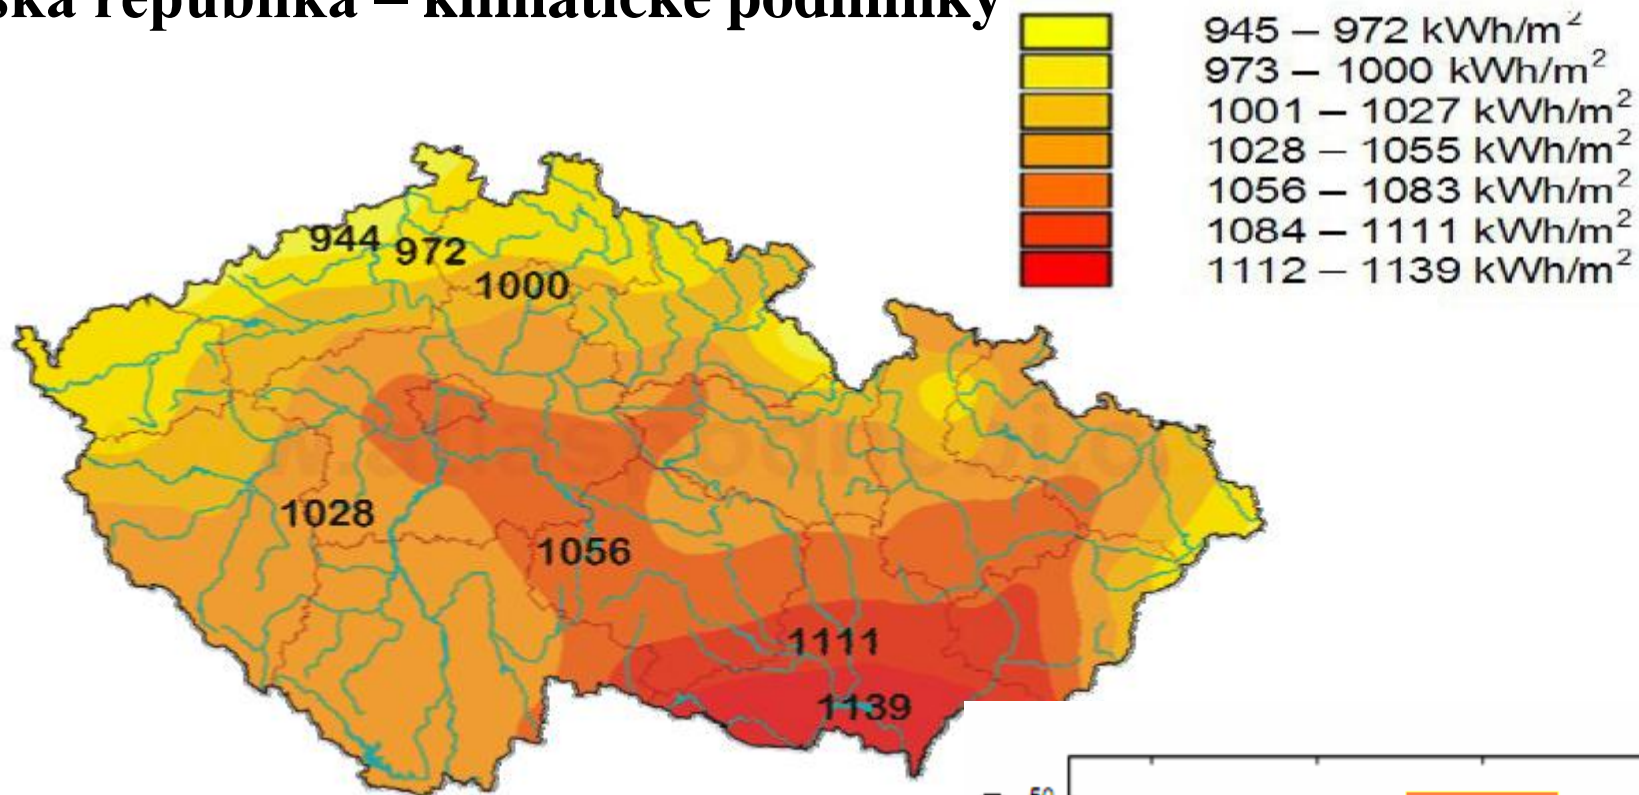 ská republika – klimatické podmínky
945 – 972 kWh/m²
973 – 1000 kWh/m²
1001 – 1027 kWh/m²
1028 – 1055 kWh/m²
1056 – 1083 kWh/m²
1084 – 1111 kWh/m²
1112 – 1139 kWh/m²
944 972
1000
1028
1056
1111
1139
50